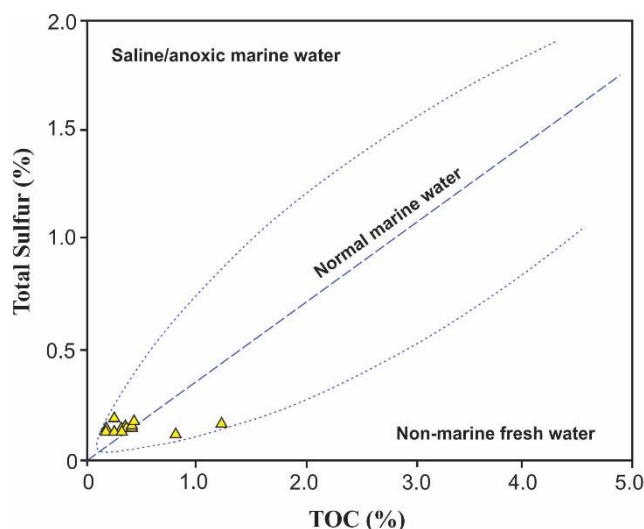 2.0
Saline/anoxic marine water
1.5
Normal marine water
1.0
Total Sulfur (%)
0.5
Non-marine fresh water
0
0 1.0 2.0 3.0 4.0 5.0
TOC (%)